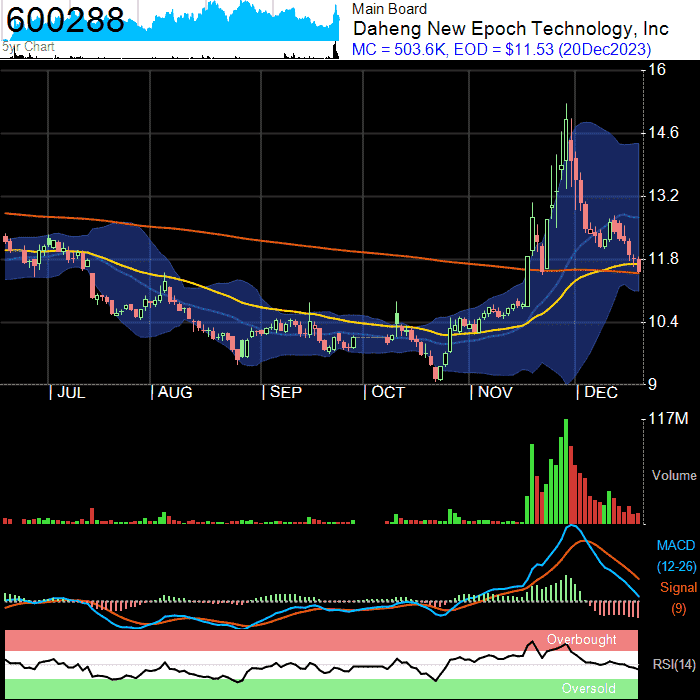 600288
5yr Chart
Main Board
Daheng New Epoch Technology, Inc
MC = 503.6K, EOD = $11.53 (20Dec2023)
16
14.6
13.2
11.8
10.4
9
| JUL
| AUG
| SEP
| OCT
| NOV
| DEC
117M
Volume
MACD
(12-26)
Signal
(9)
Overbought
RSI(14)
Oversold